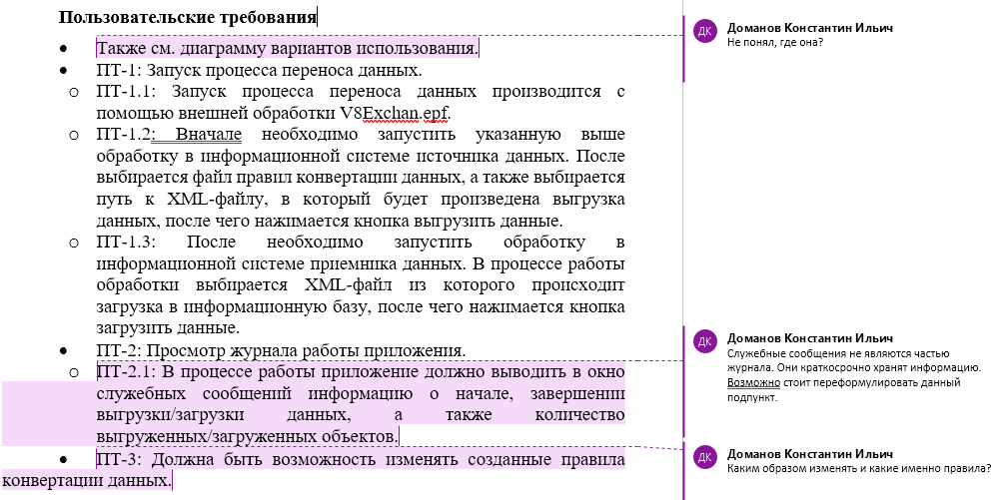 Пользовательские требования
• Также см. диаграмму вариантов использования.
• ПТ-1: Запуск процесса переноса данных.
o ПТ-1.1: Запуск процесса переноса данных производится с
помощью внешней обработки V8Exchan.epf.
o ПТ-1.2: Вначале необходимо запустить указанную выше
обработку в информационной системе источника данных. После
выбирается файл правил конвертации данных, а также выбирается
путь к XML-файлу, в который будет произведена выгрузка
данных, после чего нажимается кнопка выгрузить данные.
o ПТ-1.3: После необходимо запустить обработку в
информационной системе приемника данных. В процессе работы
обработки выбирается XML-файл из которого происходит
загрузка в информационную базу, после чего нажимается кнопка
загрузить данные.
• ПТ-2: Просмотр журнала работы приложения.
o ПТ-2.1: В процессе работы приложение должно выводить в окно
служебных сообщений информацию о начале, завершении
выгрузки/загрузки данных, а также количество
выгруженных/загруженных объектов.
• ПТ-3: Должна быть возможность изменять созданные правила
конвертации данных.
ДК
Доманов Константин Ильич
Не понял, где она?
ДК
Доманов Константин Ильич
Служебные сообщения не являются частью
журнала. Они краткосрочно хранят информацию.
Возможно стоит переформулировать данный
подпункт.
ДК
Доманов Константин Ильич
Каким образом изменять и какие именно правила?